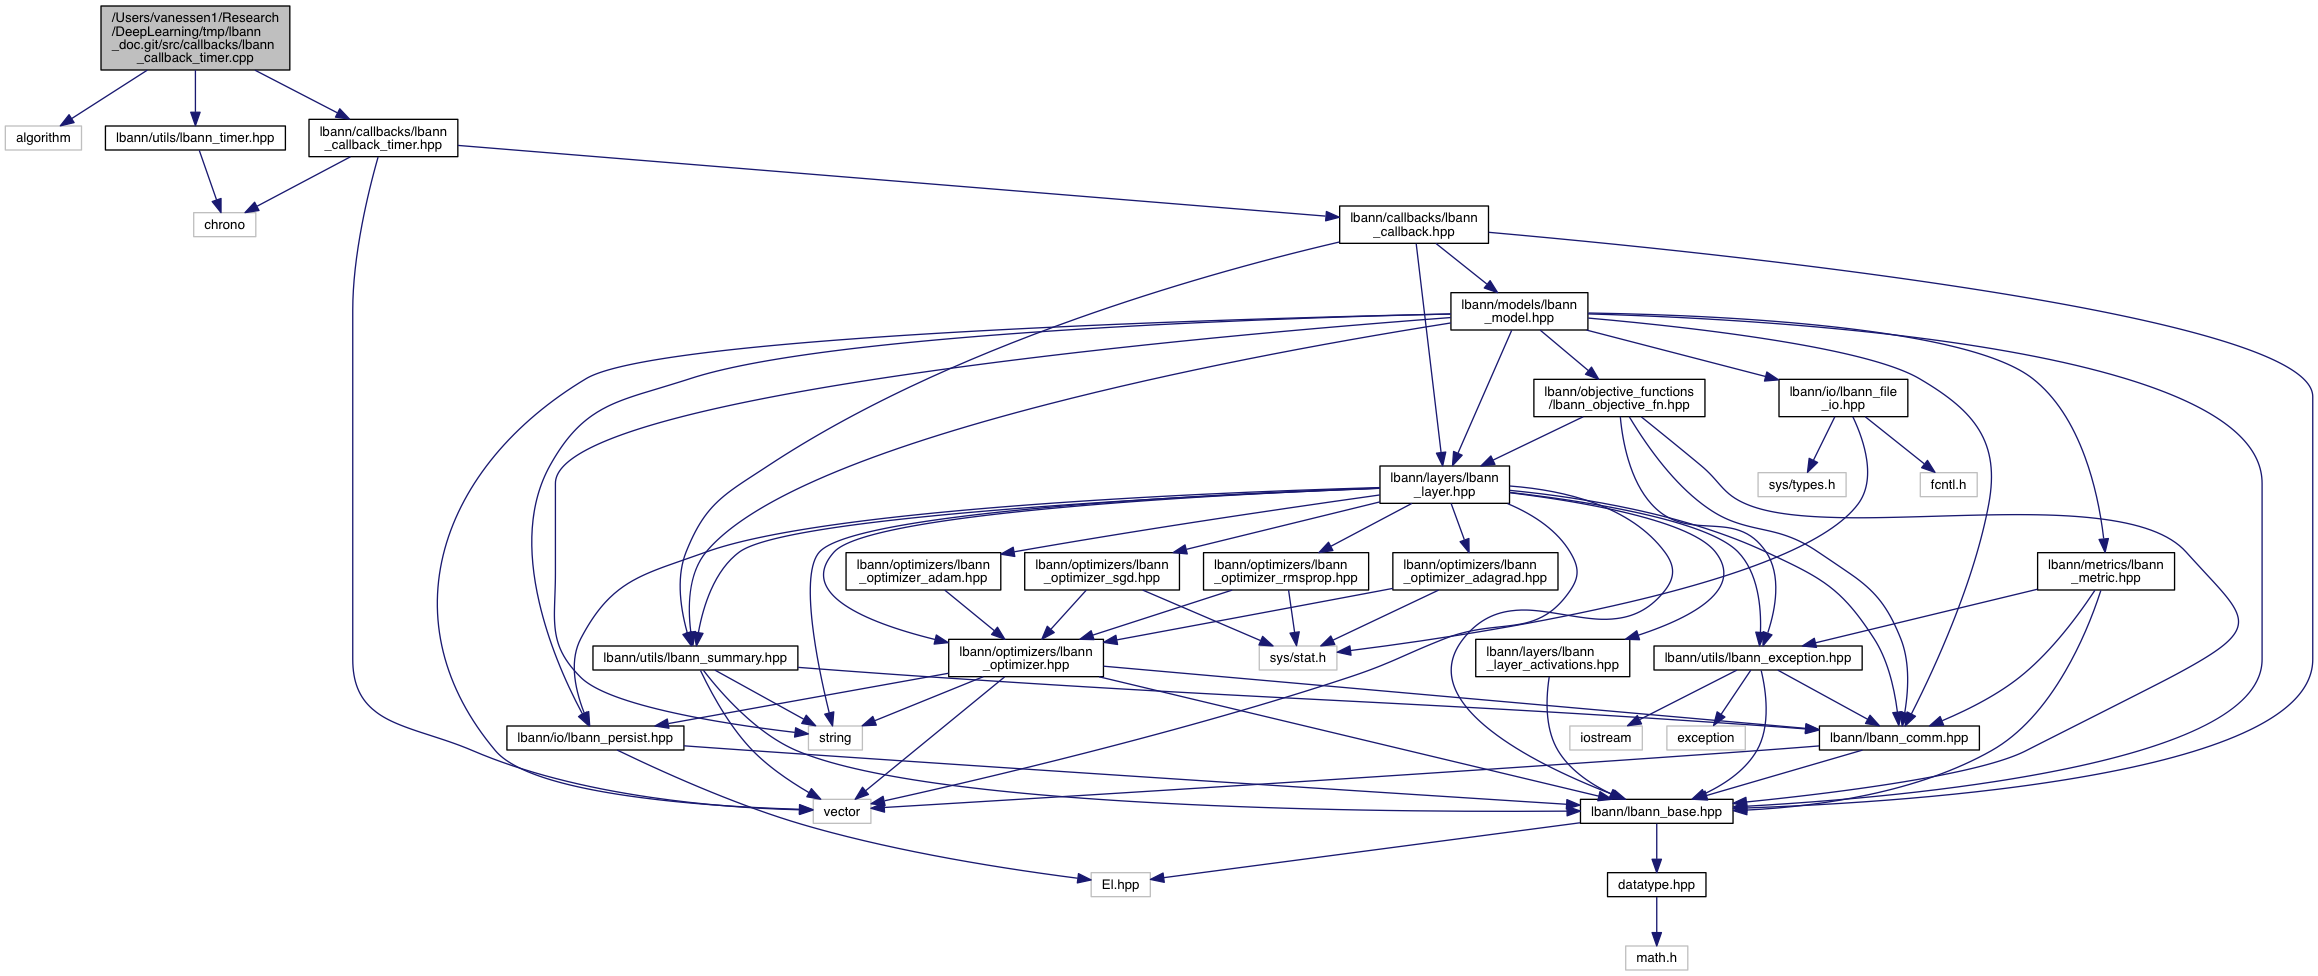 /Users/vanessen1/Research
/DeepLearning/tmp/lbann
_doc.git/src/callbacks/lbann
_callback_timer.cpp
algorithm
lbann/utils/lbann_timer.hpp
lbann/callbacks/lbann
_callback_timer.hpp
chrono
lbann/callbacks/lbann
_callback.hpp
lbann/models/lbann
_model.hpp
lbann/objective_functions
/lbann_objective_fn.hpp
lbann/io/lbann_file
_io.hpp
lbann/layers/lbann
_layer.hpp
sys/types.h
fcntl.h
lbann/optimizers/lbann
_optimizer_adam.hpp
lbann/optimizers/lbann
_optimizer_sgd.hpp
lbann/optimizers/lbann
_optimizer_rmsprop.hpp
lbann/optimizers/lbann
_optimizer_adagrad.hpp
lbann/metrics/lbann
_metric.hpp
lbann/utils/lbann_summary.hpp
lbann/optimizers/lbann
_optimizer.hpp
sys/stat.h
lbann/layers/lbann
_layer_activations.hpp
lbann/utils/lbann_exception.hpp
lbann/io/lbann_persist.hpp
string
iostream
exception
lbann/lbann_comm.hpp
vector
lbann/lbann_base.hpp
El.hpp
datatype.hpp
math.h